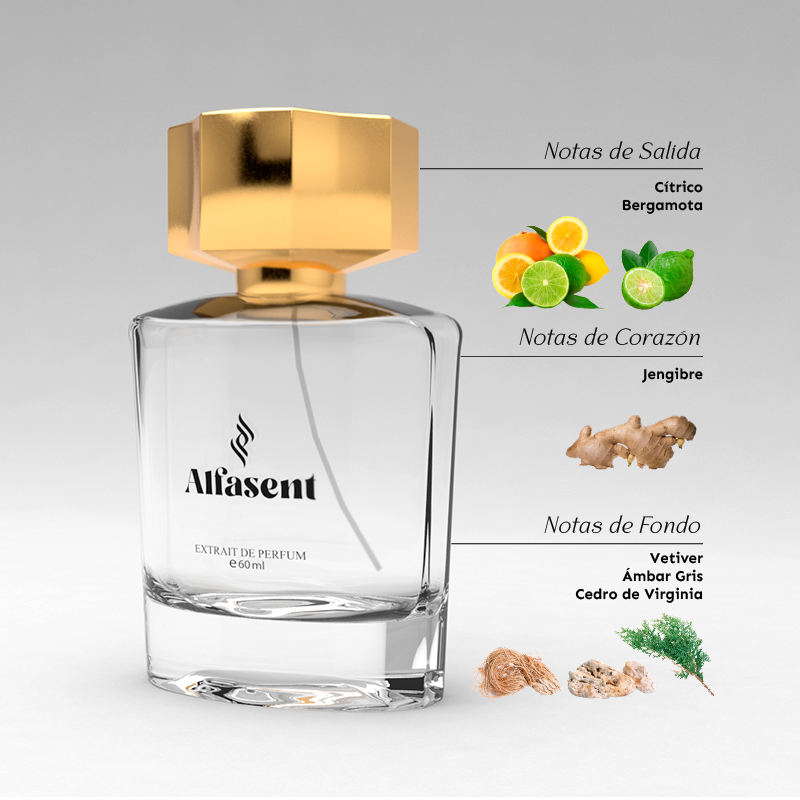 Notas de Salida
Cítrico
Bergamota
Notas de Corazón
Jengibre
Alfasent
EXTRAIT DE PERFUM
℮60ml
Notas de Fondo
Vetiver
Ámbar Gris
Cedro de Virginia